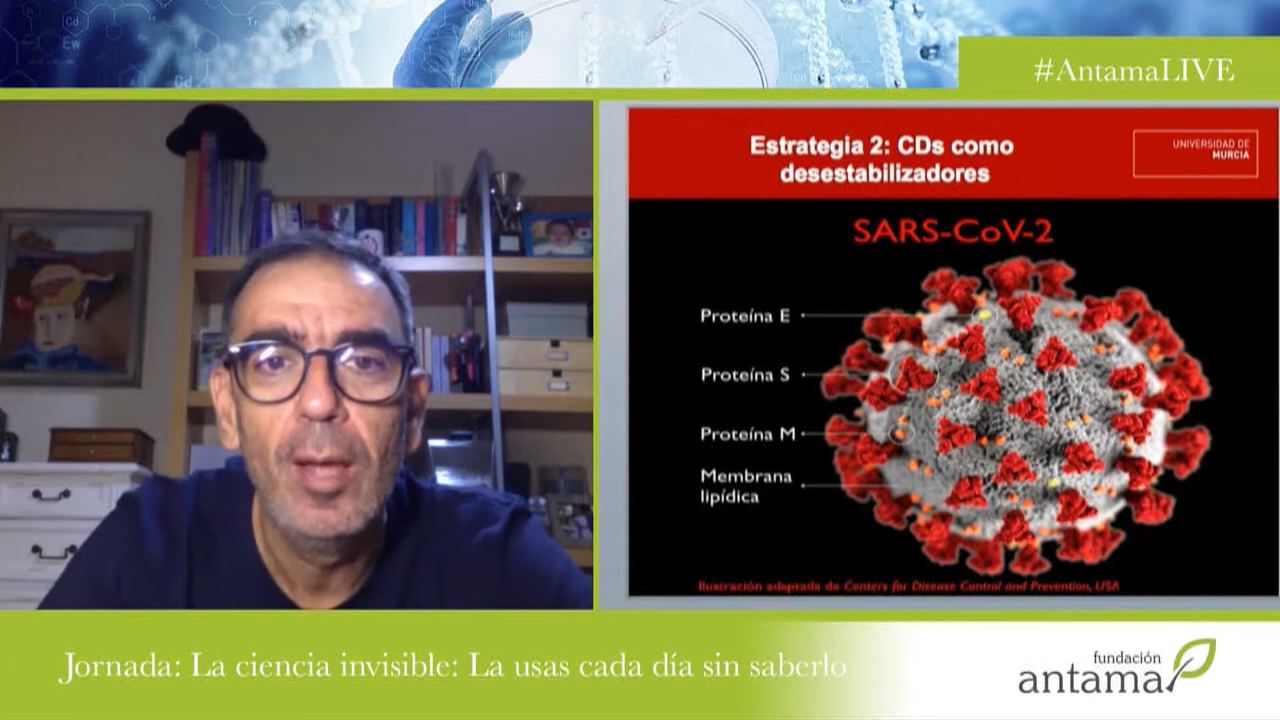 #AntamaLIVE
Estrategia 2: CDs como
desestabilizadores
UNIVERSIDAD DE
MURCIA
SARS-CoV-2
Proteína E
Proteína S
Proteína M
Membrana
lipídica
Ilustración adaptada de Centers for Disease Control and Prevention, USA
Jornada: La ciencia invisible: La usas cada día sin saberlo
fundación
antama